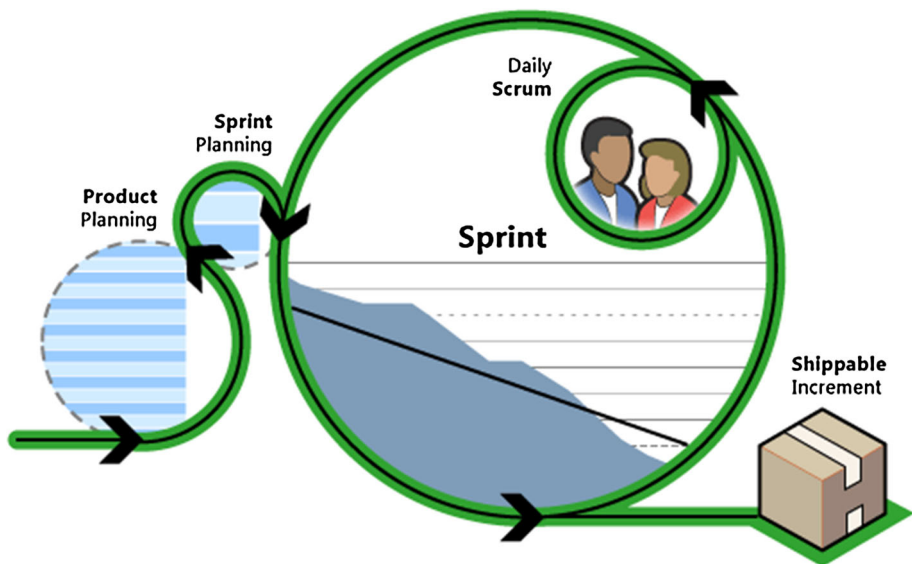 Daily
Scrum
Sprint
Planning
Product
Planning
Sprint
Shippable
Increment